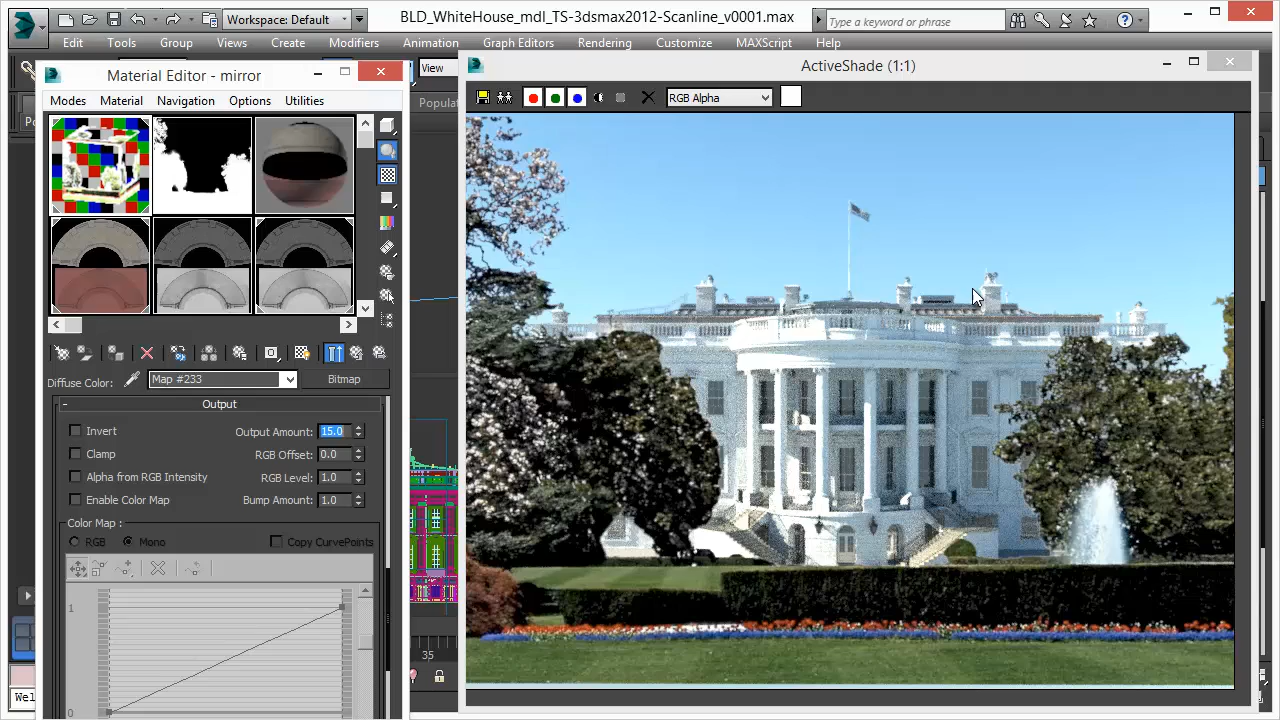 Workspace: Default
BLD_WhiteHouse_mdl_TS-3dsmax2012-Scanline_v0001.max
Type a keyword or phrase
Edit Tools Group Views Create Modifiers Animation Graph Editors Rendering Customize MAXScript Help
Material Editor - mirror
View
ActiveShade (1:1)
Modes Material Navigation Options Utilities
RGB Alpha
Populat
Diffuse Color:
Map #233
Bitmap
- Output
Invert
Output Amount: 15.0
Clamp
RGB Offset: 0.0
Alpha from RGB Intensity
RGB Level: 1.0
Enable Color Map
Bump Amount: 1.0
Color Map :
RGB
Mono
Copy CurvePoints
1
0
35
Wel